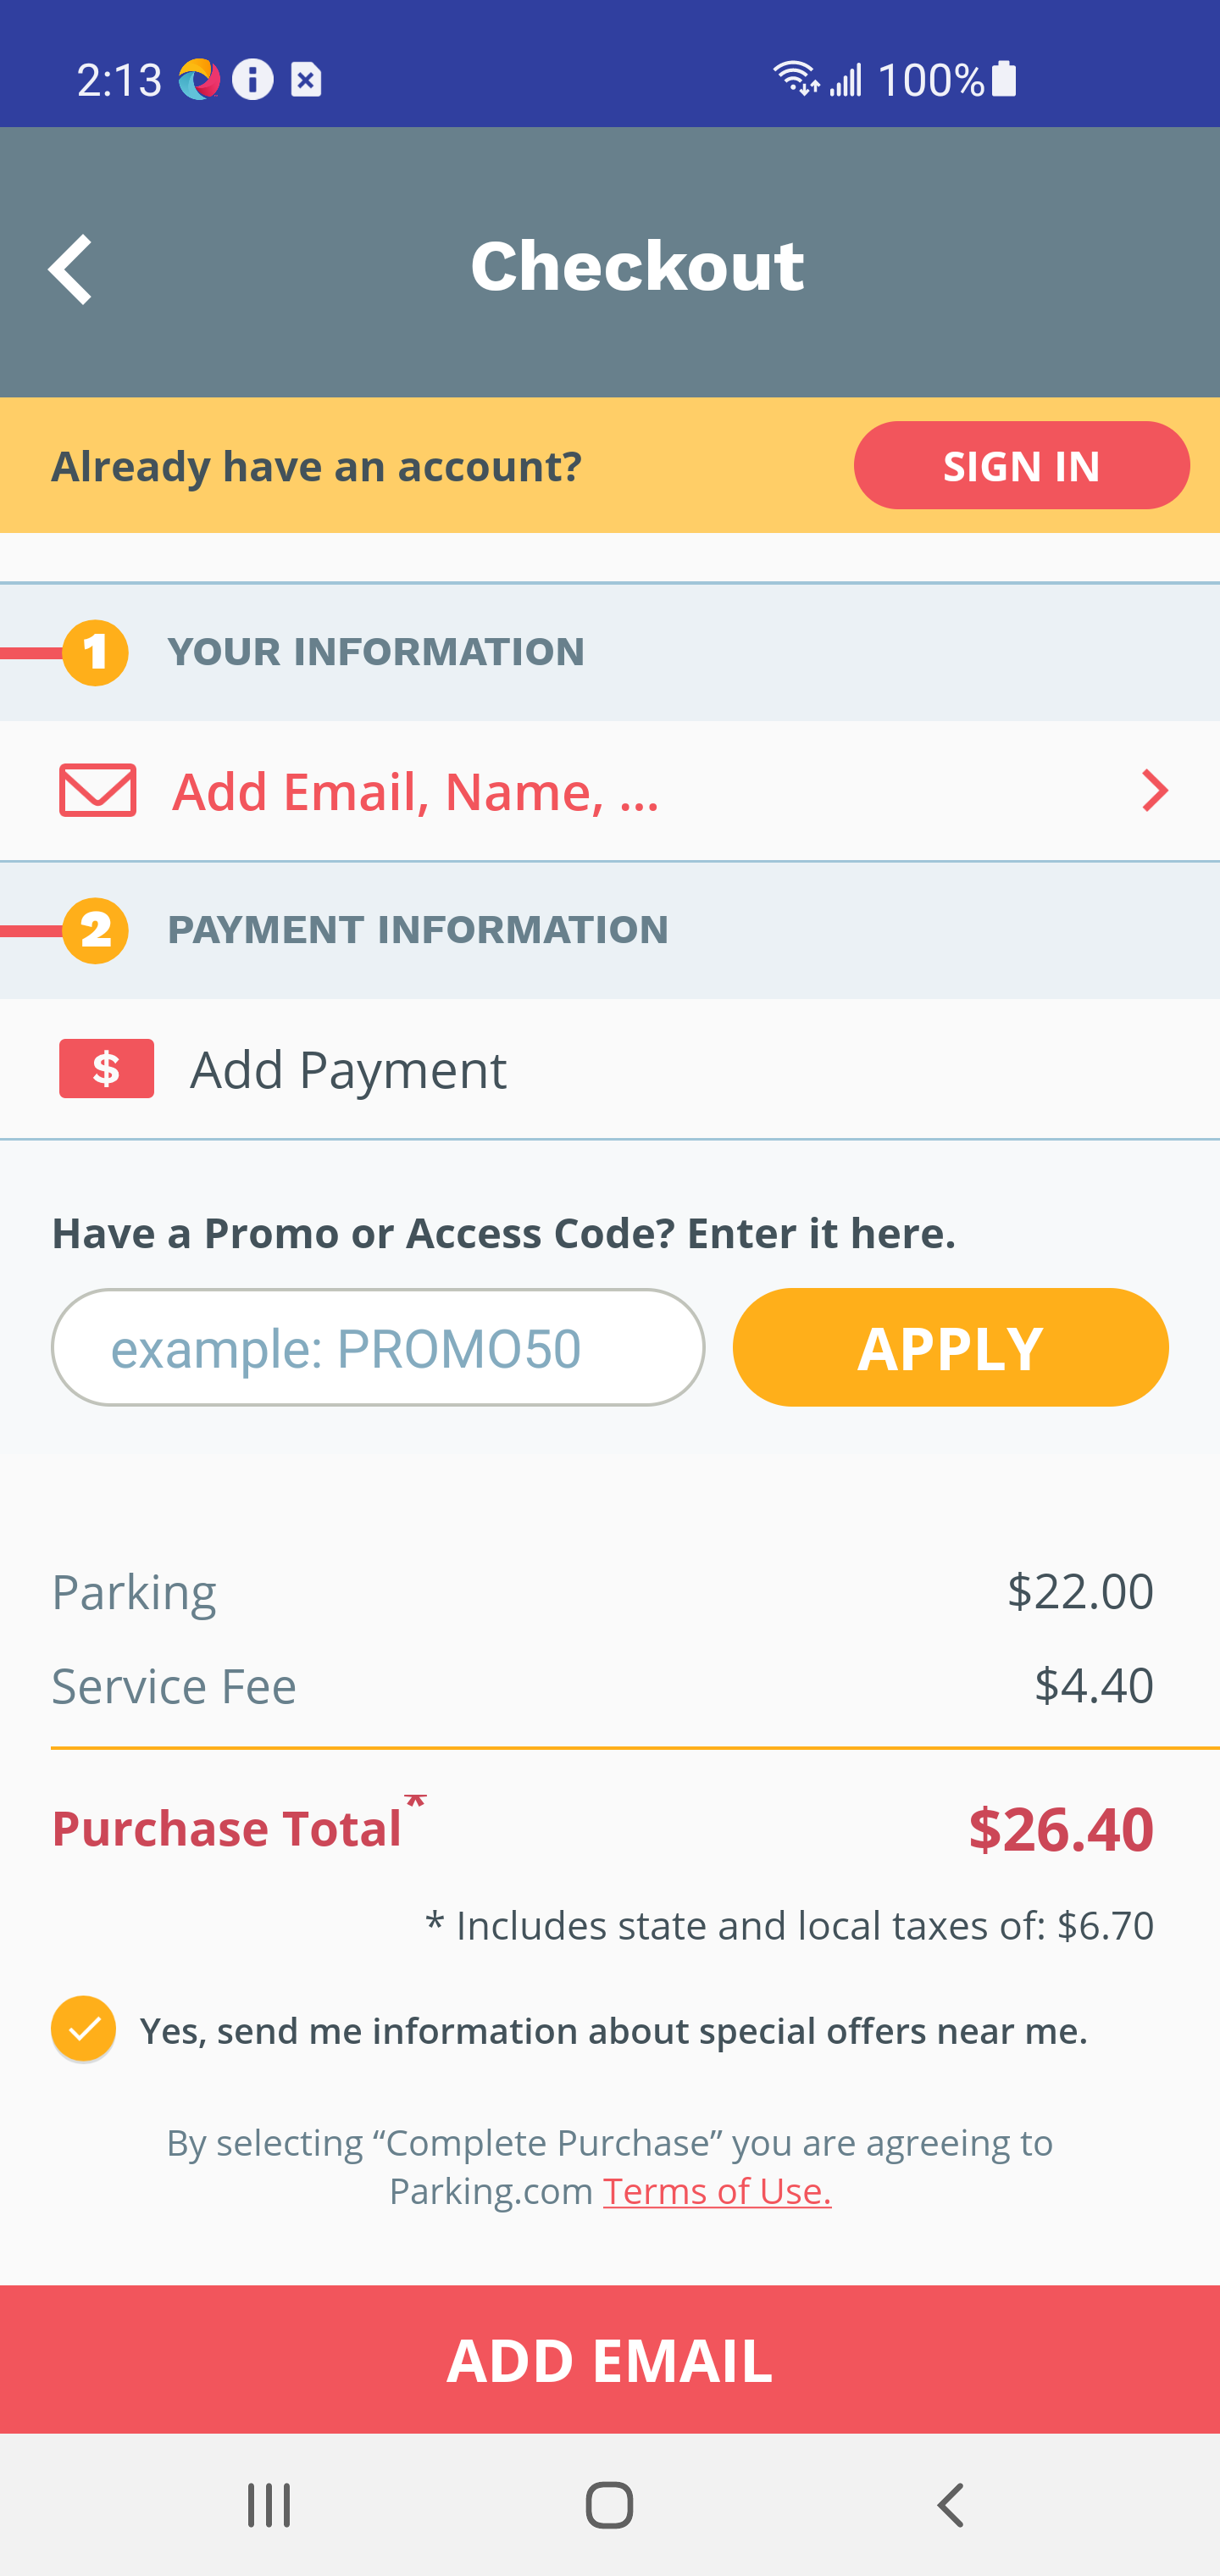 2:13
100%
Checkout
Already have an account?
SIGN IN
1
YOUR INFORMATION
Add Email, Name, ...
2
PAYMENT INFORMATION
$
Add Payment
Have a Promo or Access Code? Enter it here.
example: PROMO50
APPLY
Parking
$22.00
Service Fee
$4.40
Purchase Total*
$26.40
* Includes state and local taxes of: $6.70
Yes, send me information about special offers near me.
By selecting “Complete Purchase” you are agreeing to
Parking.com Terms of Use.
ADD EMAIL